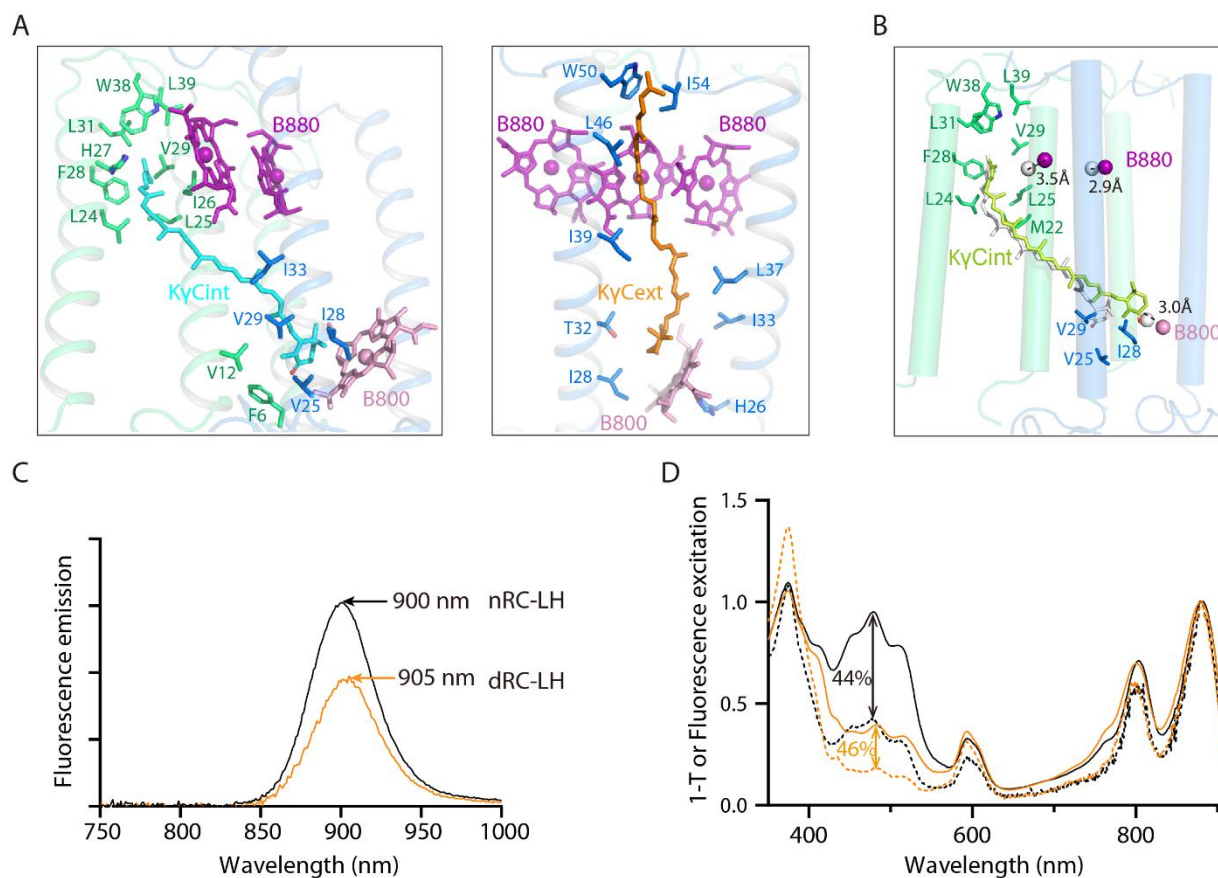 A
W38
L39
L31
H27
V29
F28
I26
L24
L25
I33
KγCint
V29
I28
V12
V25
B800
F6
W50
I54
B880
L46
B880
I39
L37
KγCext
T32
I33
I28
H26
B800
B
W38
L39
L31
V29
F28
B880
3.5Å
2.9Å
L24
L25
M22
KγCint
3.0Å
V29
B800
I28
V25
C
Fluorescence emission
900 nm nRC-LH
905 nm dRC-LH
750 800 850 900 950 1000
Wavelength (nm)
D
1-T or Fluorescence excitation
1.5
1.0
0.5
0.0
44%
46%
400 600 800
Wavelength (nm)